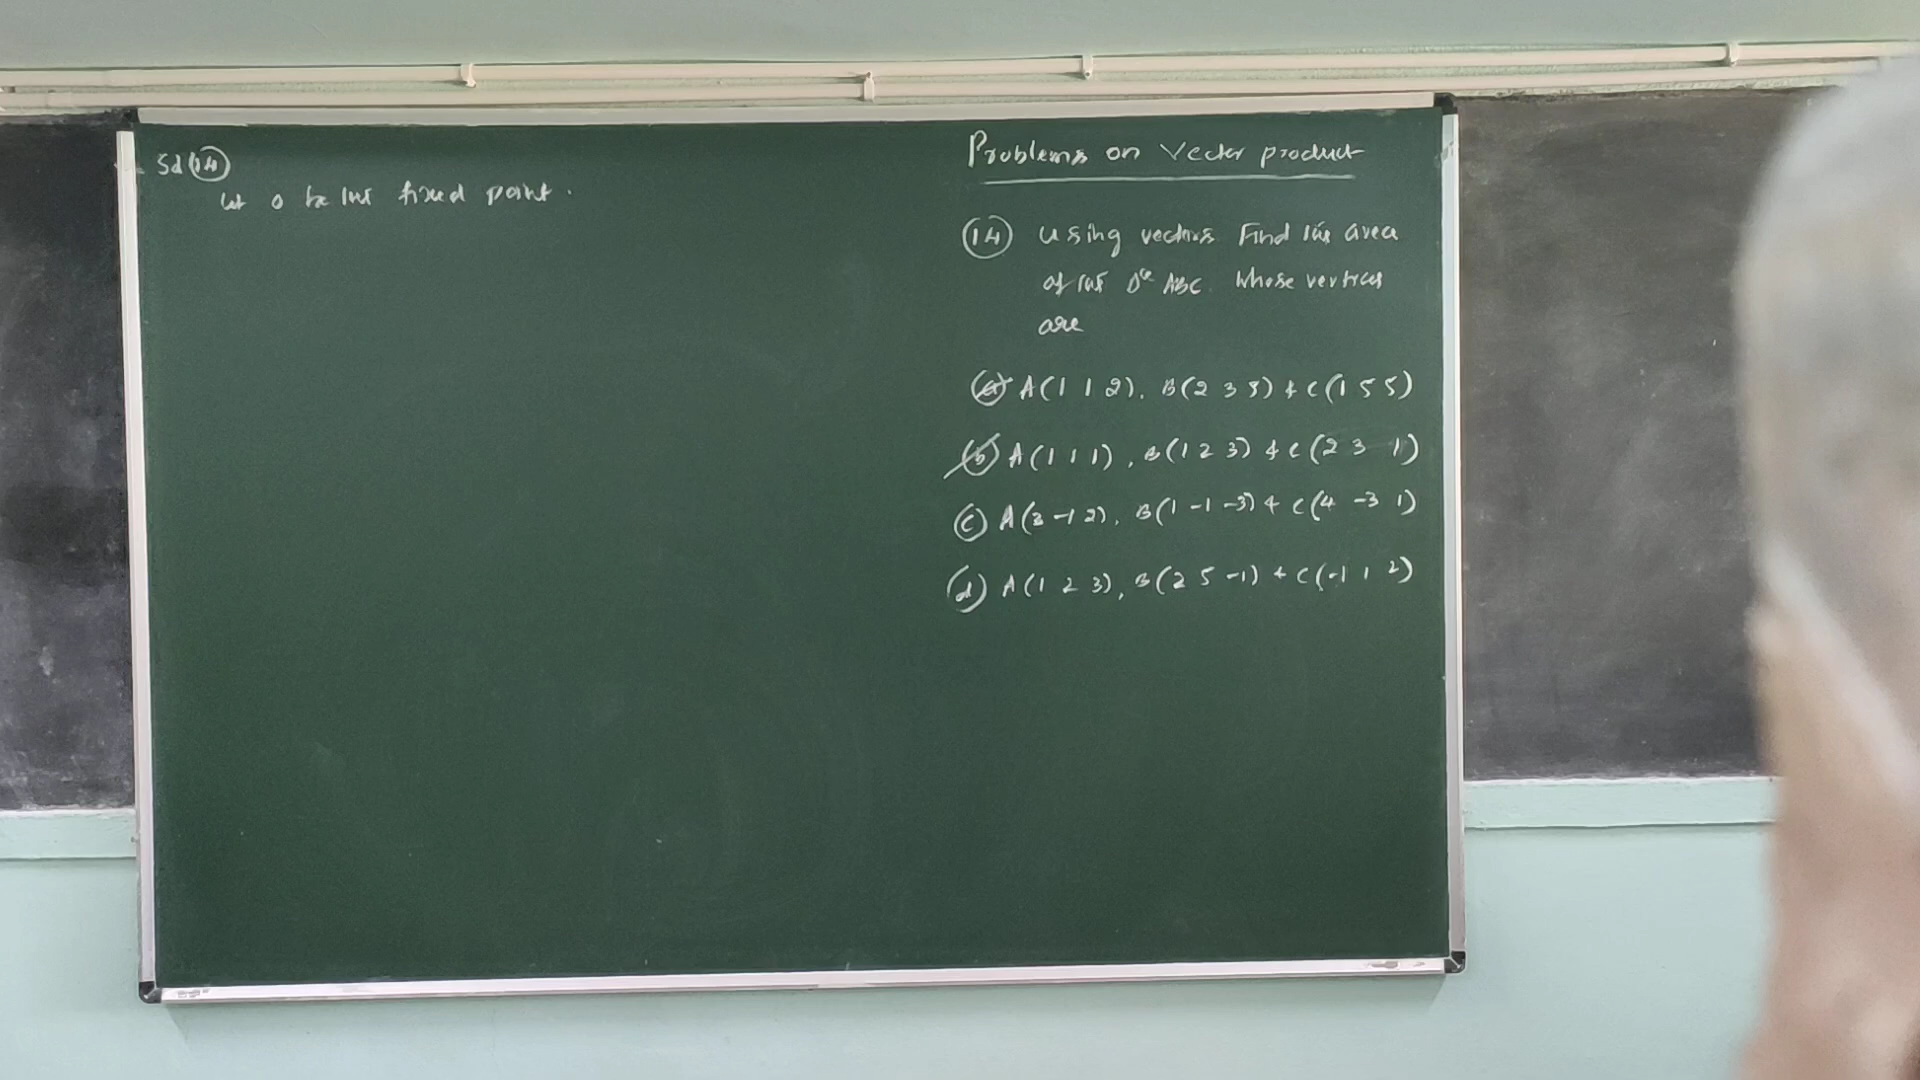 Sol (14)
Let O be the fixed point.
Problems on Vector product
(14) Using vectors Find the area
of the Δle ABC. Whose vertices
are
(a) A(1 1 2), B(2 3 3) & C(1 5 5)
(b) A(1 1 1), B(1 2 3) & C(2 3 1)
(c) A(3 -1 2), B(1 -1 -3) & C(4 -3 1)
(d) A(1 2 3), B(2 5 -1) & C(-1 1 2)